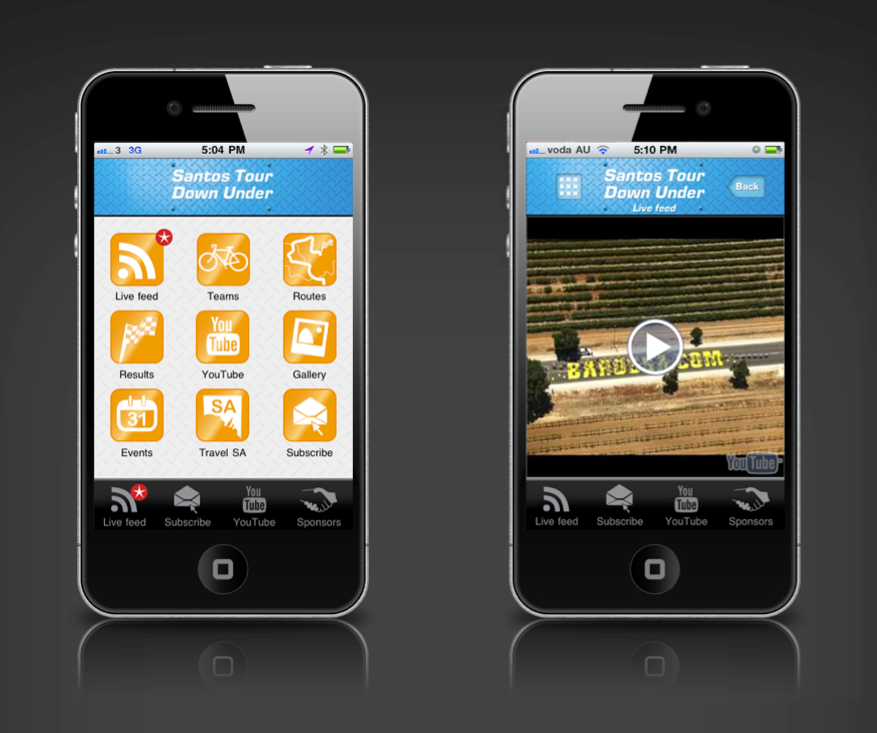 3 3G 5:04 PM
Santos Tour
Down Under
Live feed Teams Routes
You
Tube
Results YouTube Gallery
31 SA
Events Travel SA Subscribe
You
Tube
Live feed Subscribe YouTube Sponsors
voda AU 5:10 PM
Santos Tour
Down Under
Live feed
Back
BAROSSA.COM
YouTube
You
Tube
Live feed Subscribe YouTube Sponsors